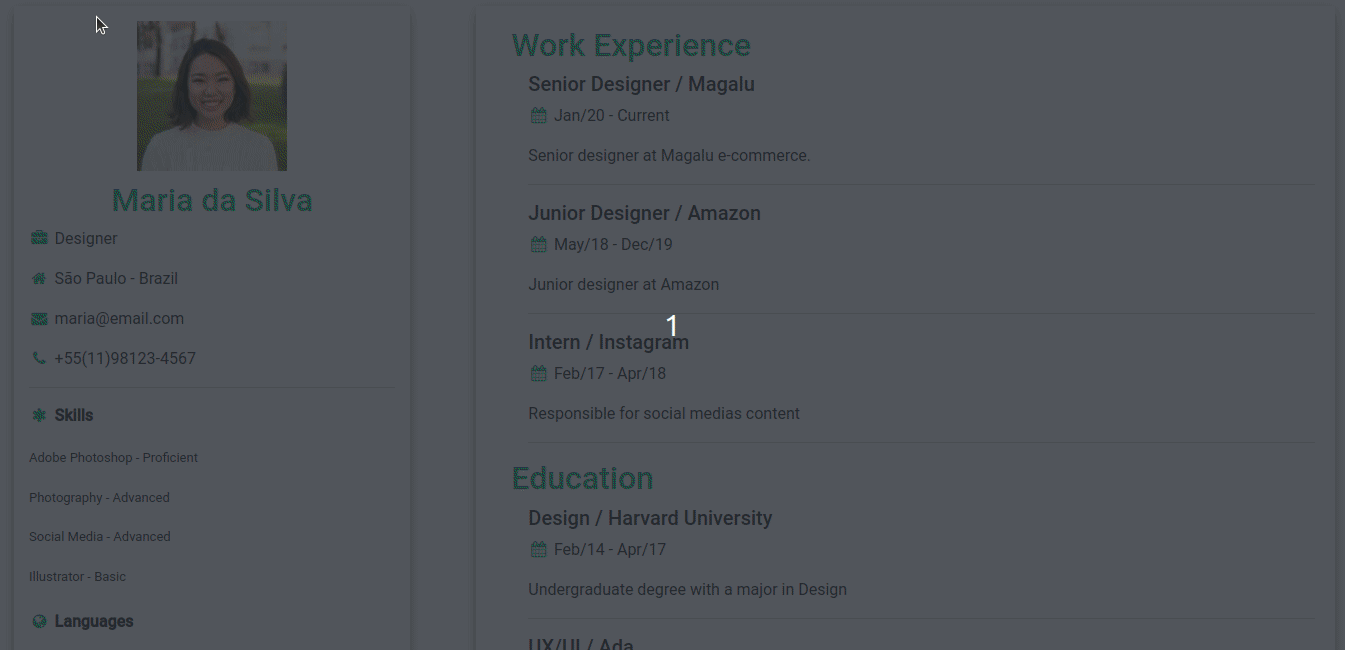 Maria da Silva
Designer
São Paulo - Brazil
maria@email.com
+55(11)98123-4567
Skills
Adobe Photoshop - Proficient
Photography - Advanced
Social Media - Advanced
Illustrator - Basic
Languages
Work Experience
Senior Designer / Magalu
Jan/20 - Current
Senior designer at Magalu e-commerce.
Junior Designer / Amazon
May/18 - Dec/19
Junior designer at Amazon
1
Intern / Instagram
Feb/17 - Apr/18
Responsible for social medias content
Education
Design / Harvard University
Feb/14 - Apr/17
Undergraduate degree with a major in Design
UX/UI / Ada